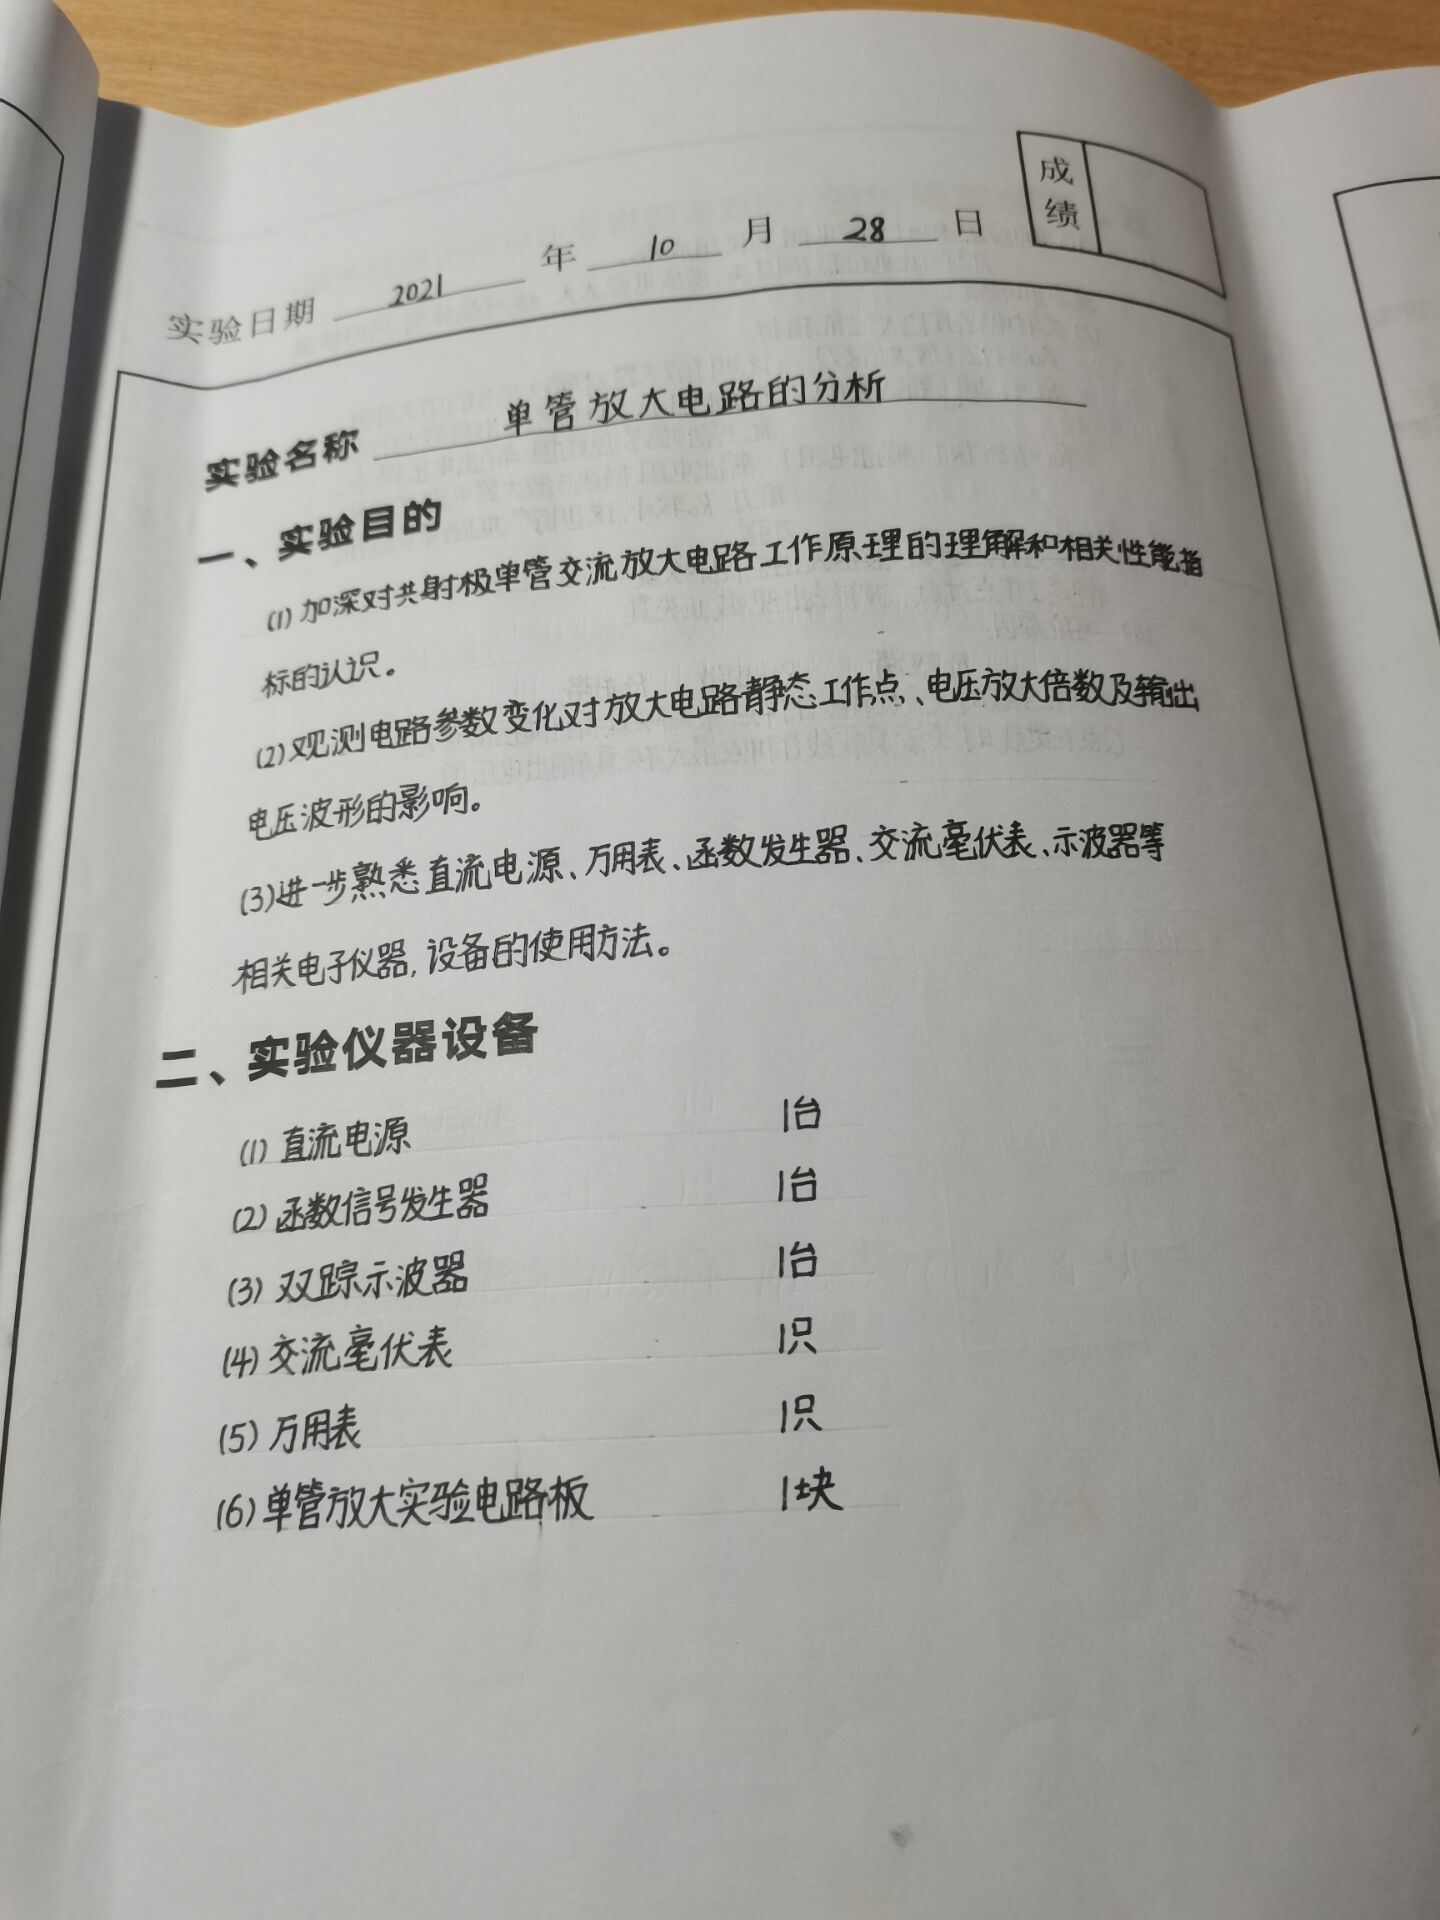 成绩
实验日期 2021 年 10 月 28 日
实验名称 单管放大电路的分析
一、实验目的
(1) 加深对共射极单管交流放大电路工作原理的理解和相关性能指
标的认识。
(2) 观测电路参数变化对放大电路静态工作点、电压放大倍数及输出
电压波形的影响。
(3) 进一步熟悉直流电源、万用表、函数发生器、交流毫伏表、示波器等
相关电子仪器,设备的使用方法。
二、实验仪器设备
(1) 直流电源 1台
(2) 函数信号发生器 1台
(3) 双踪示波器 1台
(4) 交流毫伏表 1只
(5) 万用表 1只
(6) 单管放大实验电路板 1块